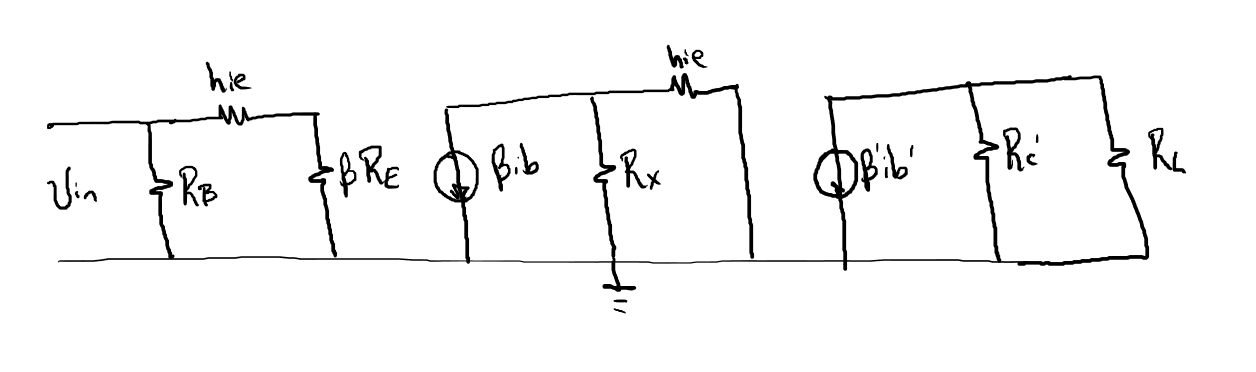 hie
hie
Vin
RB
βRE
βib
Rx
β'ib'
Rc'
RL